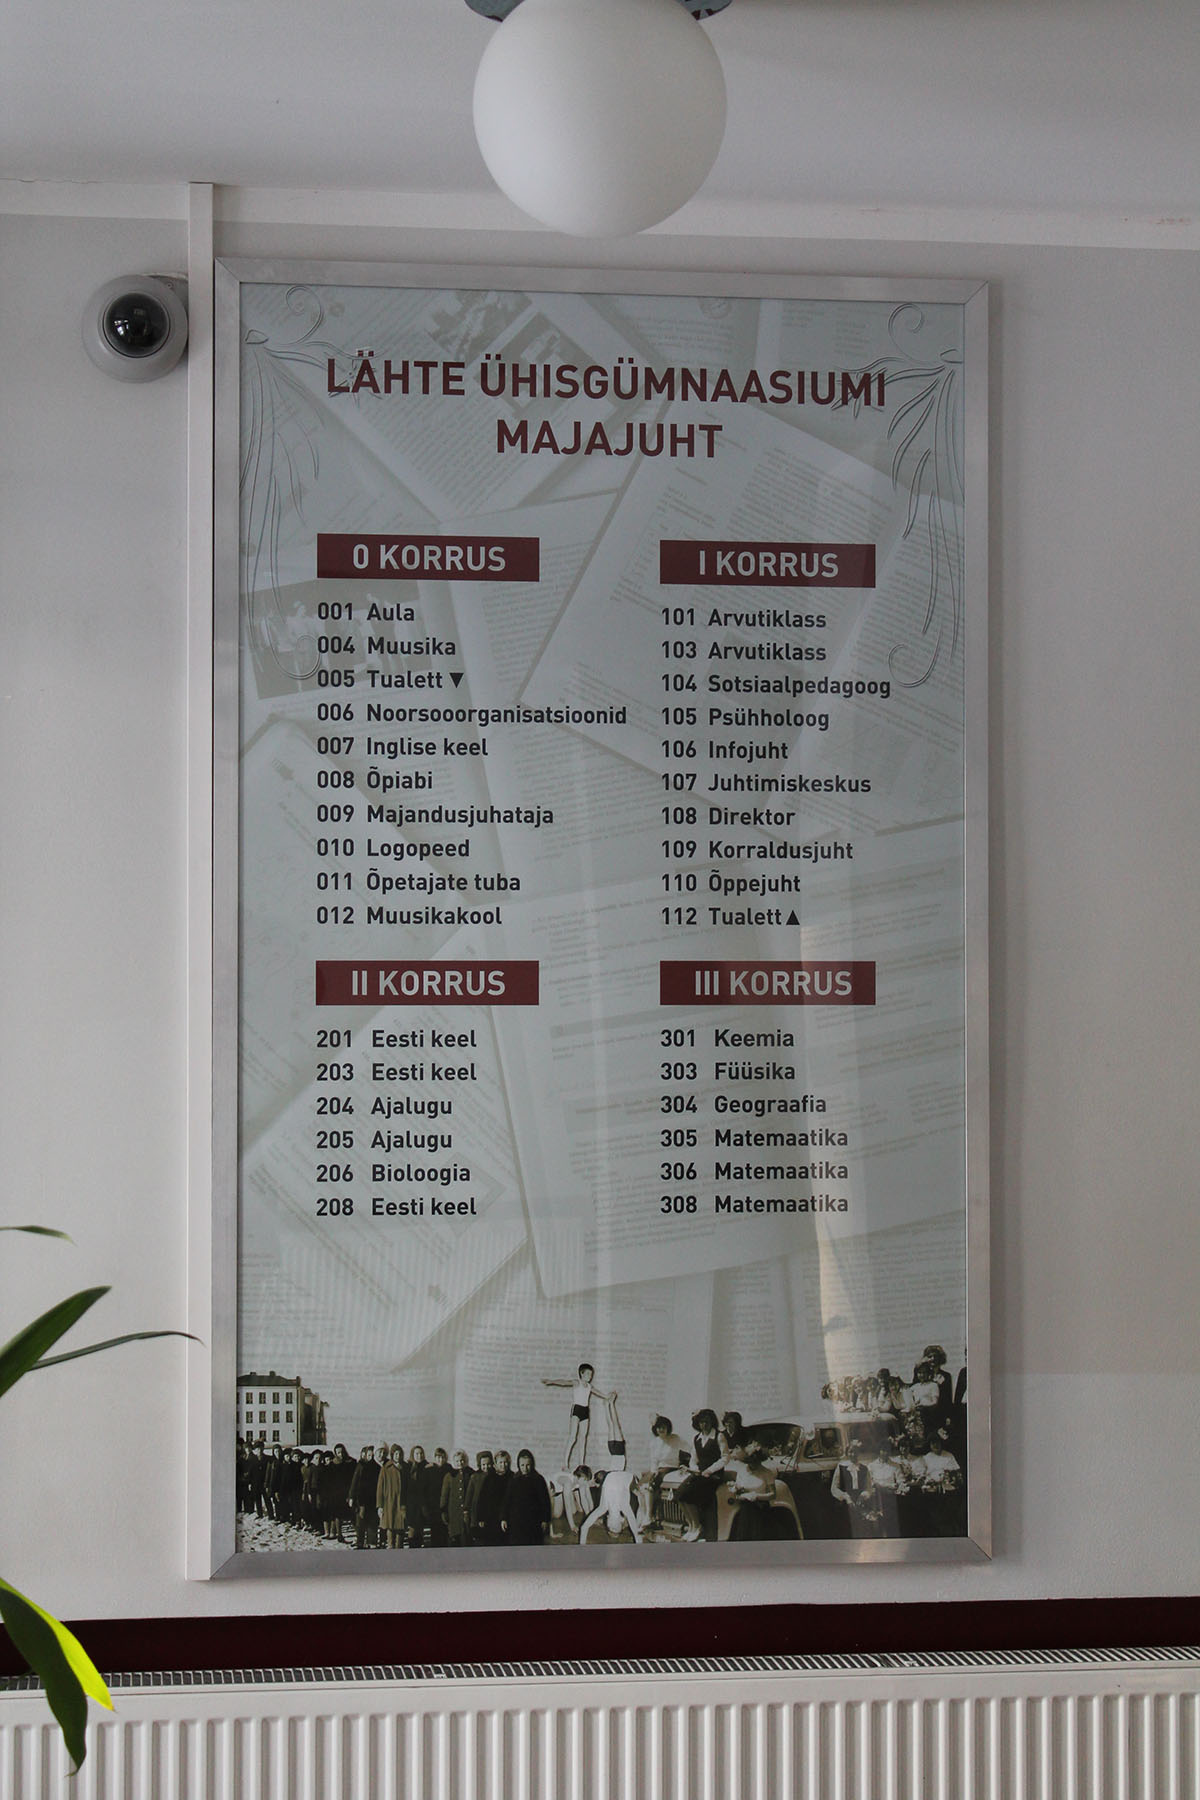 LÄHTE ÜHISGÜMNAASIUMI
MAJAJUHT
0 KORRUS
001 Aula
004 Muusika
005 Tualett ▼
006 Noorsooorganisatsioonid
007 Inglise keel
008 Õpiabi
009 Majandusjuhataja
010 Logopeed
011 Õpetajate tuba
012 Muusikakool
I KORRUS
101 Arvutiklass
103 Arvutiklass
104 Sotsiaalpedagoog
105 Psühholoog
106 Infojuht
107 Juhtimiskeskus
108 Direktor
109 Korraldusjuht
110 Õppejuht
112 Tualett ▲
II KORRUS
201 Eesti keel
203 Eesti keel
204 Ajalugu
205 Ajalugu
206 Bioloogia
208 Eesti keel
III KORRUS
301 Keemia
303 Füüsika
304 Geograafia
305 Matemaatika
306 Matemaatika
308 Matemaatika